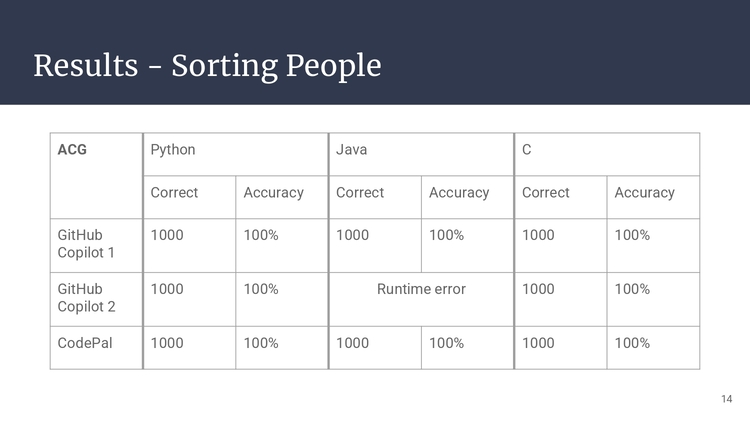 Results - Sorting People
ACG Python Java C
Correct Accuracy Correct Accuracy Correct Accuracy
GitHub
Copilot 1 1000 100% 1000 100% 1000 100%
GitHub
Copilot 2 1000 100% Runtime error 1000 100%
CodePal 1000 100% 1000 100% 1000 100%
14